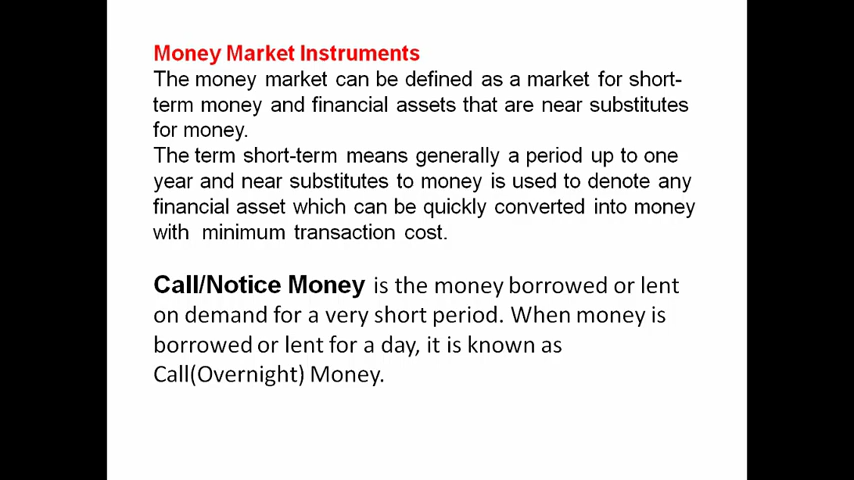 Money Market Instruments
The money market can be defined as a market for short-
term money and financial assets that are near substitutes
for money.
The term short-term means generally a period up to one
year and near substitutes to money is used to denote any
financial asset which can be quickly converted into money
with minimum transaction cost.
Call/Notice Money is the money borrowed or lent
on demand for a very short period. When money is
borrowed or lent for a day, it is known as
Call(Overnight) Money.